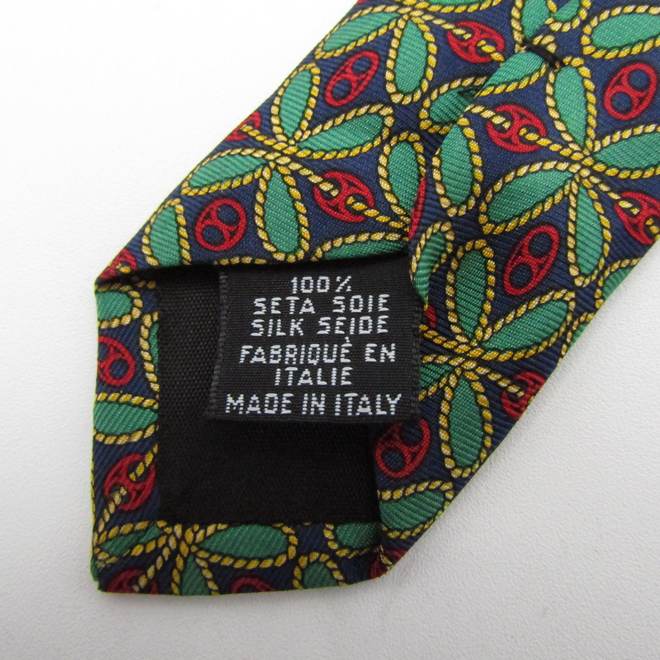 100%
SETA SOIE
SILK SEIDE
FABRIQUÈ EN
ITALIE
MADE IN ITALY